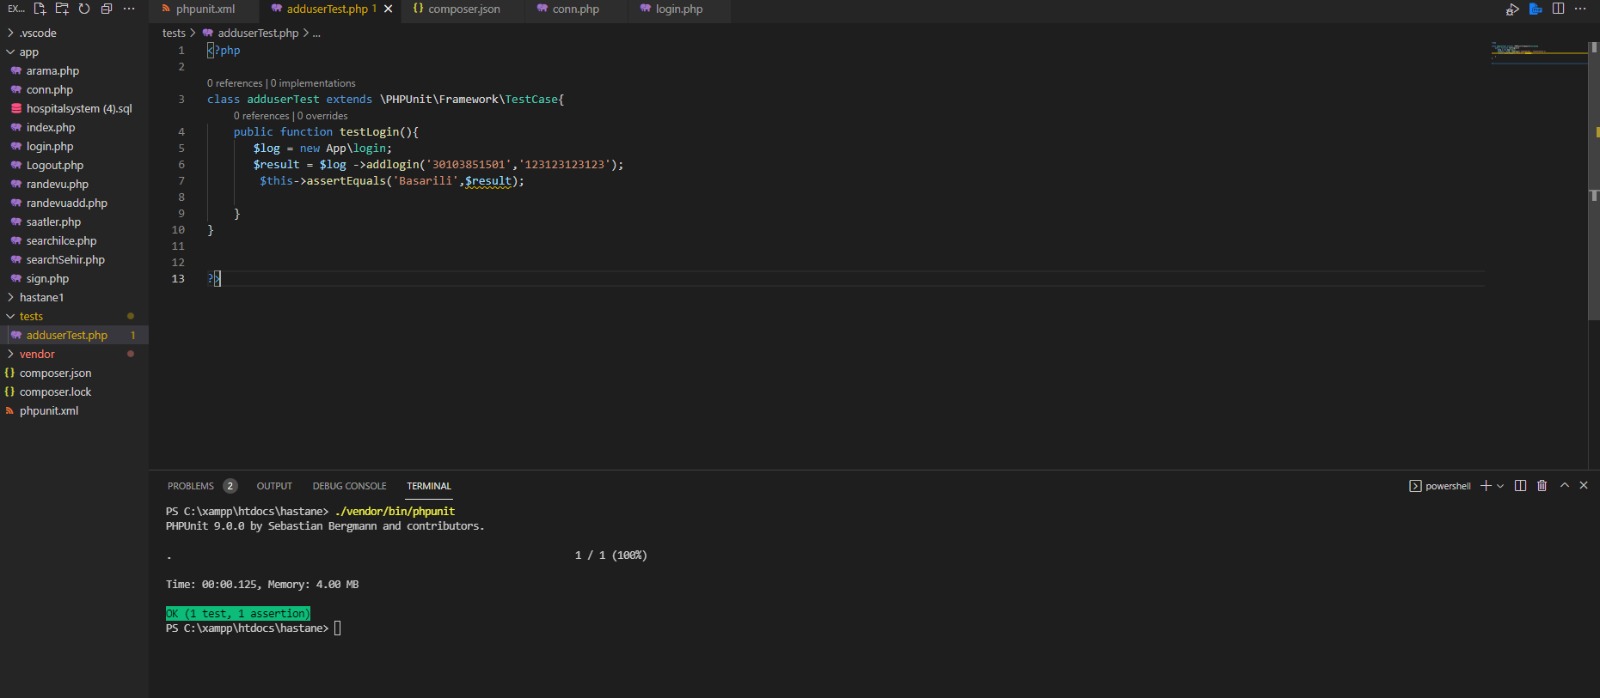 EX...
phpunit.xml
adduserTest.php 1
composer.json
conn.php
login.php
.vscode
app
arama.php
conn.php
hospitalsystem (4).sql
index.php
login.php
Logout.php
randevu.php
randevuadd.php
saatler.php
searchilce.php
searchSehir.php
sign.php
hastane1
tests
adduserTest.php 1
vendor
composer.json
composer.lock
phpunit.xml
tests > adduserTest.php > ...
1 <?php
2
0 references | 0 implementations
3 class adduserTest extends \PHPUnit\Framework\TestCase{
0 references | 0 overrides
4 public function testLogin(){
5 $log = new App\login;
6 $result = $log ->addlogin('30103851501','123123123123');
7 $this->assertEquals('Basarili',$result);
8
9 }
10 }
11
12
13 ?>
PROBLEMS 2 OUTPUT DEBUG CONSOLE TERMINAL
powershell
PS C:\xampp\htdocs\hastane> ./vendor/bin/phpunit
PHPUnit 9.0.0 by Sebastian Bergmann and contributors.
. 1 / 1 (100%)
Time: 00:00.125, Memory: 4.00 MB
OK (1 test, 1 assertion)
PS C:\xampp\htdocs\hastane>